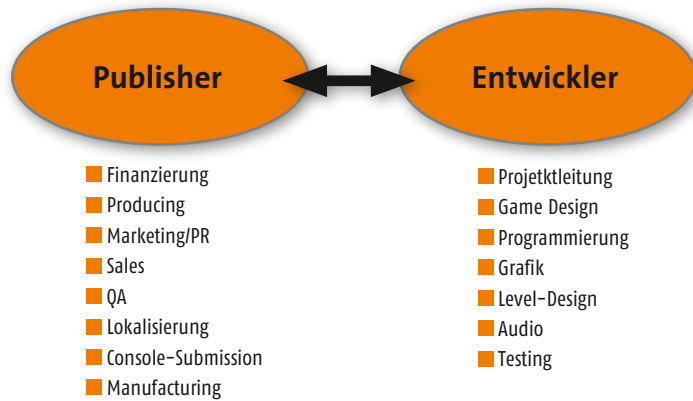 Publisher
Entwickler
Finanzierung
Producing
Marketing/PR
Sales
QA
Lokalisierung
Console-Submission
Manufacturing
Projetktleitung
Game Design
Programmierung
Grafik
Level-Design
Audio
Testing